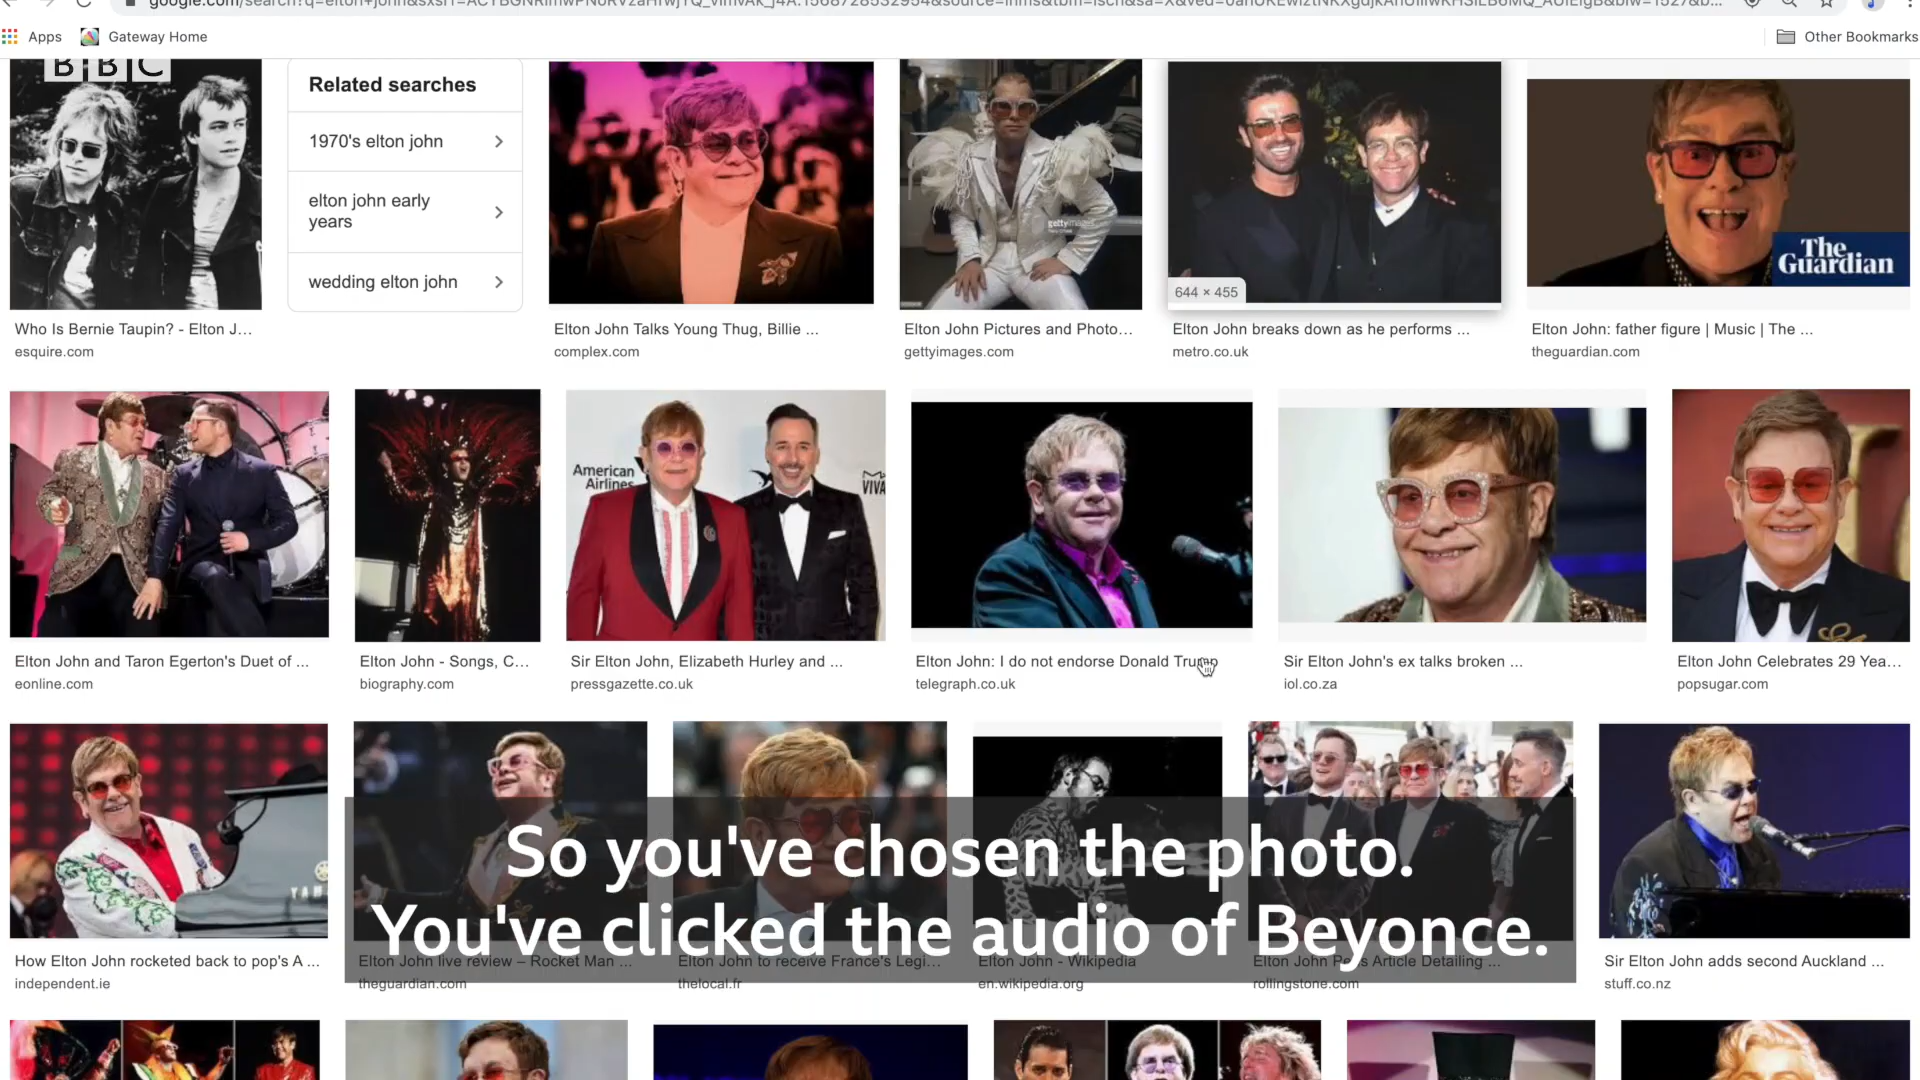 Apps
Gateway Home
Other Bookmarks
BBC
Related searches
1970's elton john
elton john early
years
wedding elton john
gettyimages
644 × 455
The
Guardian
Who Is Bernie Taupin? - Elton J...
esquire.com
Elton John Talks Young Thug, Billie ...
complex.com
Elton John Pictures and Photo...
gettyimages.com
Elton John breaks down as he performs ...
metro.co.uk
Elton John: father figure | Music | The ...
theguardian.com
American
Airlines
VIVA
Elton John and Taron Egerton's Duet of ...
eonline.com
Elton John - Songs, C...
biography.com
Sir Elton John, Elizabeth Hurley and ...
pressgazette.co.uk
Elton John: I do not endorse Donald Trump
telegraph.co.uk
Sir Elton John's ex talks broken ...
iol.co.za
Elton John Celebrates 29 Yea...
popsugar.com
So you've chosen the photo.
You've clicked the audio of Beyonce.
How Elton John rocketed back to pop's A ...
independent.ie
Elton John live review – Rocket Man ...
theguardian.com
Elton John to receive France's Legi...
thelocal.fr
Elton John - Wikipedia
en.wikipedia.org
Elton John Article Detailing ...
rollingstone.com
Sir Elton John adds second Auckland ...
stuff.co.nz